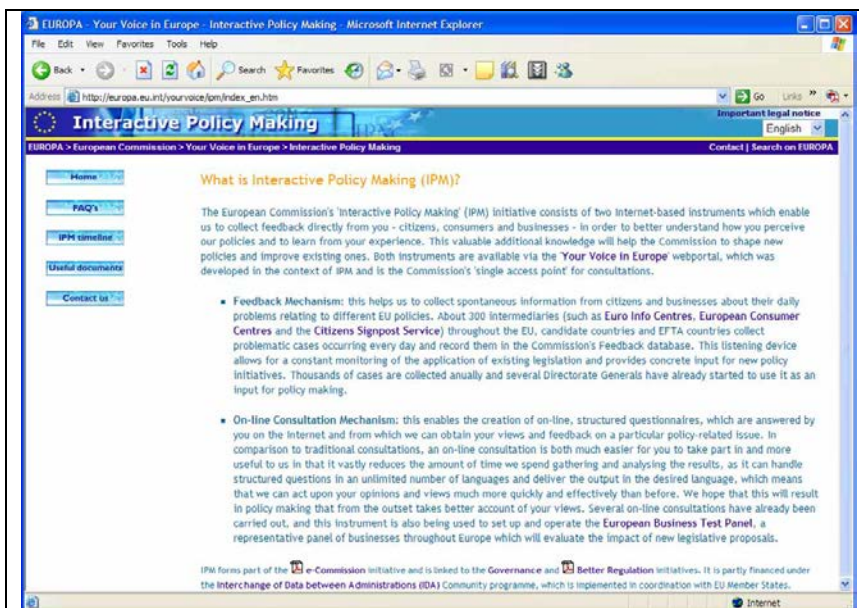 EUROPA - Your Voice in Europe - Interactive Policy Making - Microsoft Internet Explorer
File Edit View Favorites Tools Help
Back Search Favorites
Address http://europa.eu.int/yourvoice/ipm/index_en.htm Go Links »
Interactive Policy Making
Important legal notice
English
EUROPA > European Commission > Your Voice in Europe > Interactive Policy Making Contact | Search on EUROPA
Home
FAQ's
IPM timeline
Useful documents
Contact us
What is Interactive Policy Making (IPM)?
The European Commission's 'Interactive Policy Making' (IPM) initiative consists of two Internet-based instruments which enable
us to collect feedback directly from you - citizens, consumers and businesses - in order to better understand how you perceive
our policies and to learn from your experience. This valuable additional knowledge will help the Commission to shape new
policies and improve existing ones. Both instruments are available via the 'Your Voice in Europe' webportal, which was
developed in the context of IPM and is the Commission's 'single access point' for consultations.
Feedback Mechanism: this helps us to collect spontaneous information from citizens and businesses about their daily
problems relating to different EU policies. About 300 intermediaries (such as Euro Info Centres, European Consumer
Centres and the Citizens Signpost Service) throughout the EU, candidate countries and EFTA countries collect
problematic cases occurring every day and record them in the Commission's Feedback database. This listening device
allows for a constant monitoring of the application of existing legislation and provides concrete input for new policy
initiatives. Thousands of cases are collected anually and several Directorate Generals have already started to use it as an
input for policy making.
On-line Consultation Mechanism: this enables the creation of on-line, structured questionnaires, which are answered by
you on the Internet and from which we can obtain your views and feedback on a particular policy-related issue. In
comparison to traditional consultations, an on-line consultation is both much easier for you to take part in and more
useful to us in that it vastly reduces the amount of time we spend gathering and analysing the results, as it can handle
structured questions in an unlimited number of languages and deliver the output in the desired language, which means
that we can act upon your opinions and views much more quickly and effectively than before. We hope that this will result
in policy making that from the outset takes better account of your views. Several on-line consultations have already been
carried out, and this instrument is also being used to set up and operate the European Business Test Panel, a
representative panel of businesses throughout Europe which will evaluate the impact of new legislative proposals.
IPM forms part of the e-Commission initiative and is linked to the Governance and Better Regulation initiatives. It is partly financed under
the Interchange of Data between Administrations (IDA) Community programme, which is implemented in coordination with EU Member States.
Internet